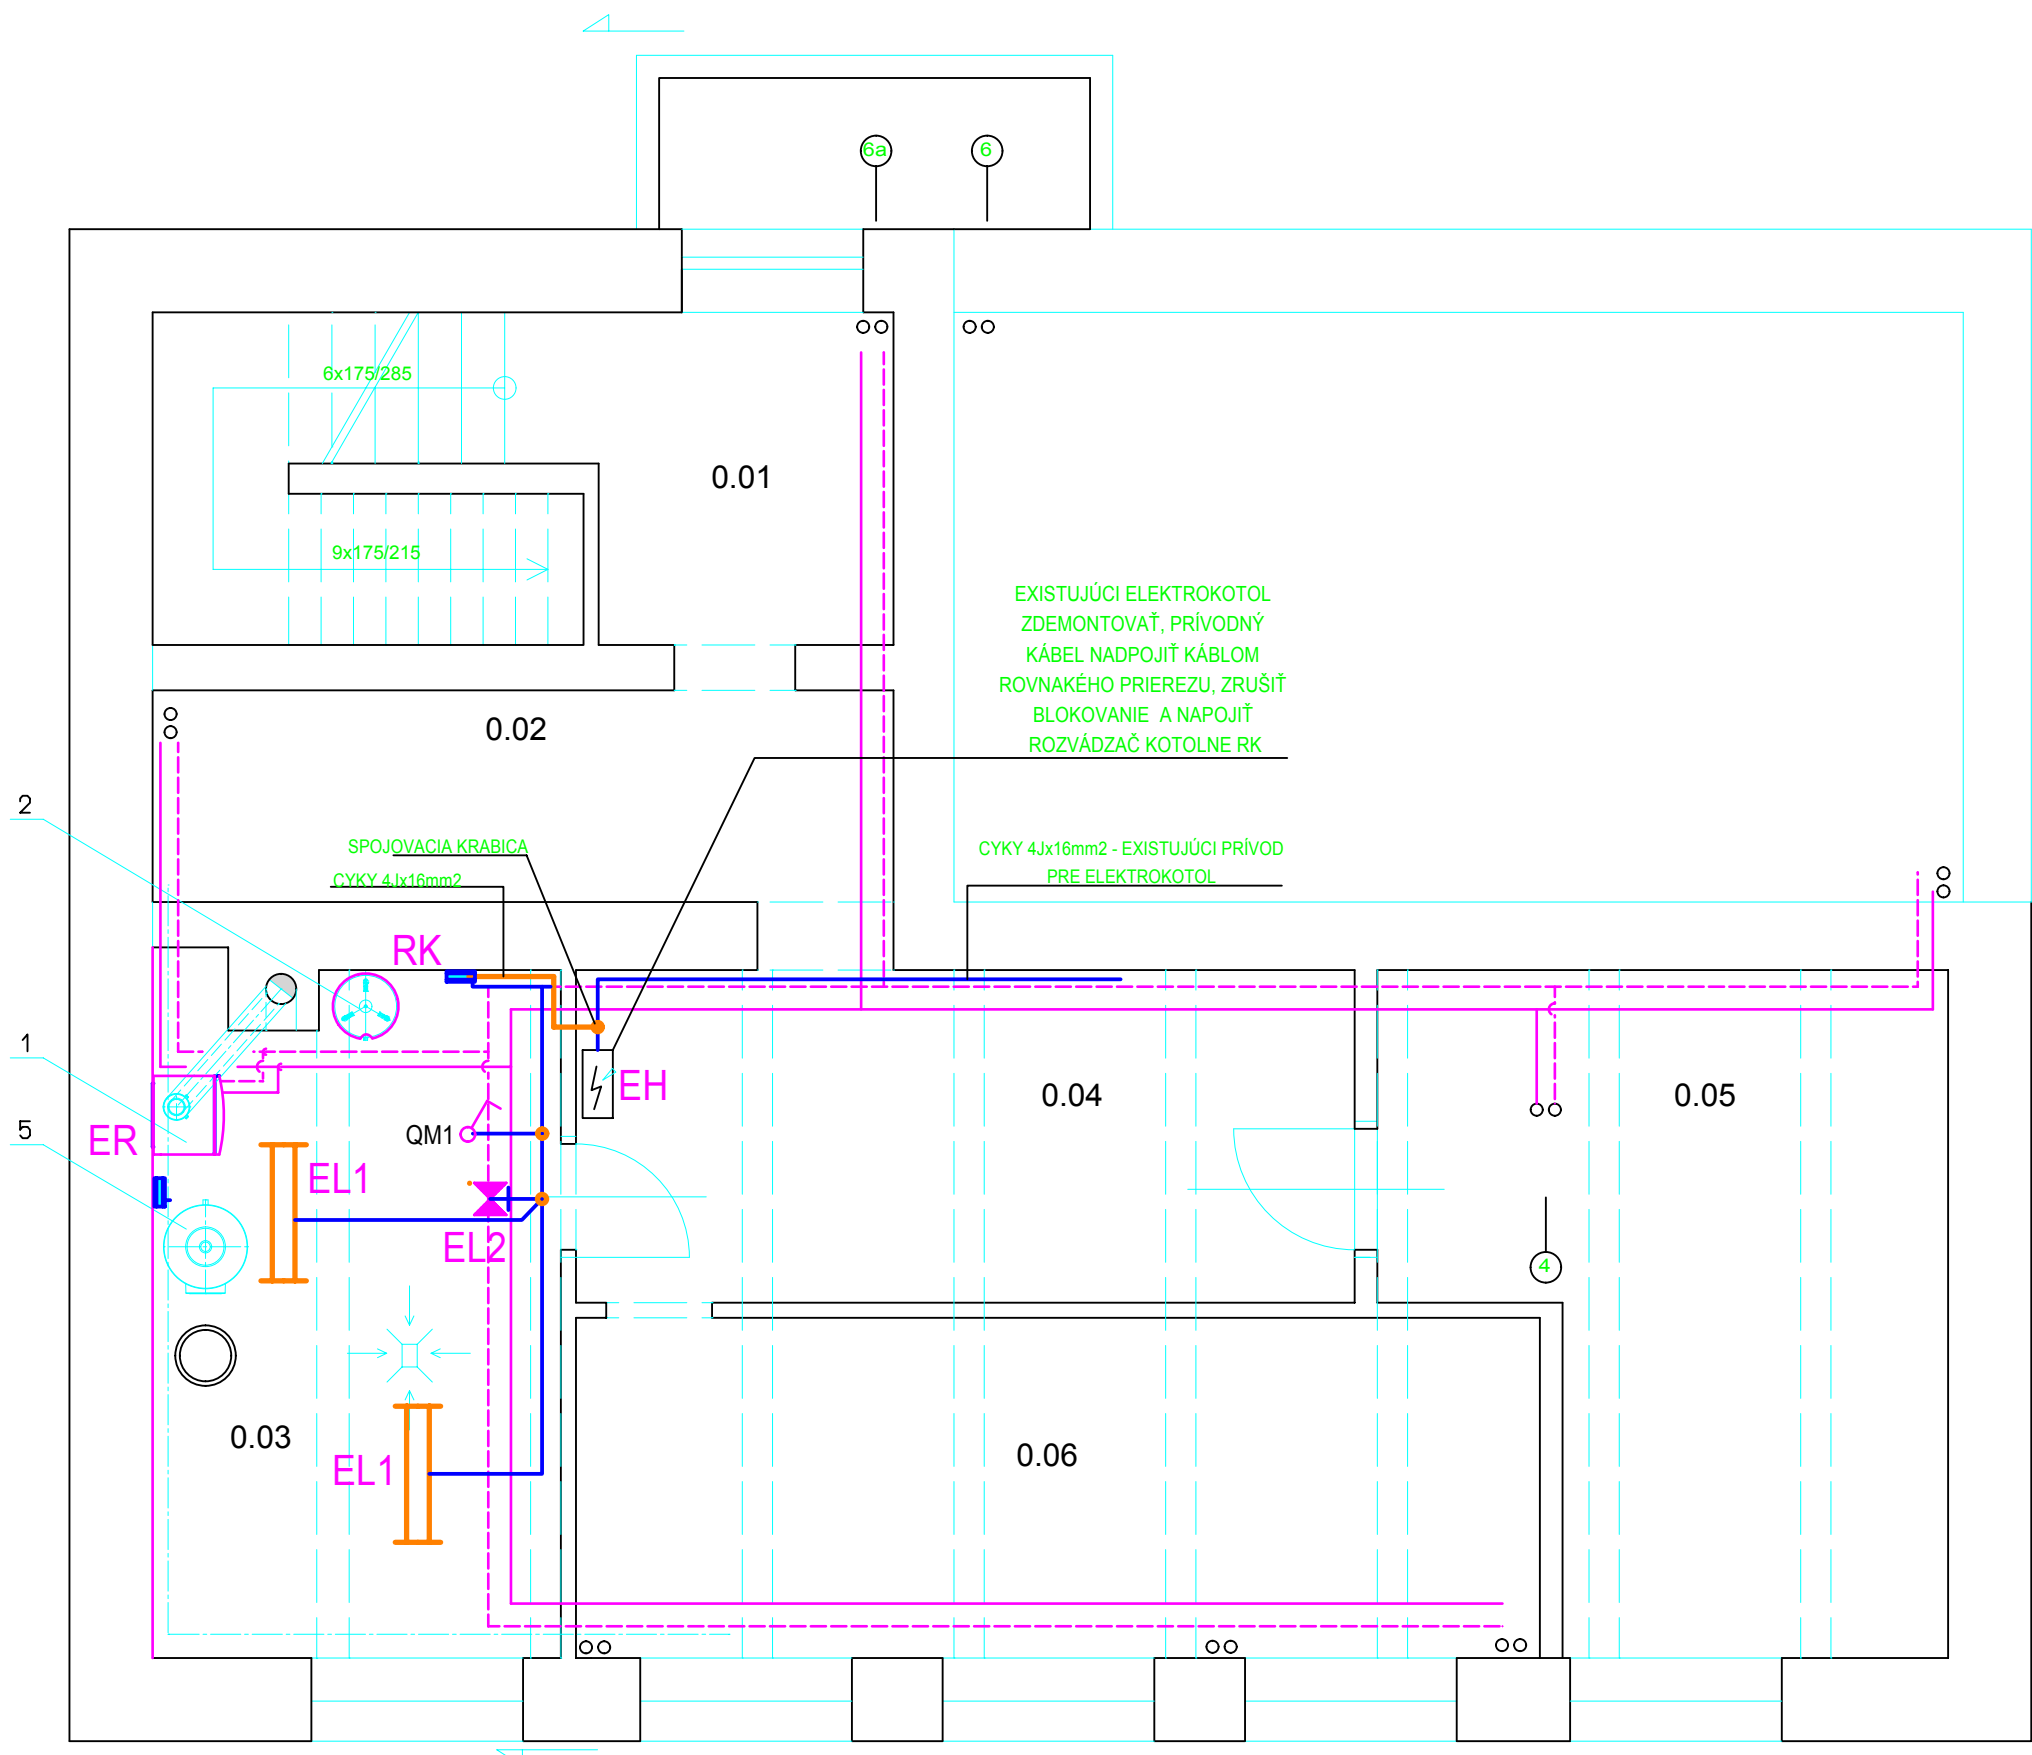 6a
6
6x175/285
0.01
9x175/215
EXISTUJÚCI ELEKTROKOTOL
ZDEMONTOVAŤ, PRÍVODNÝ
KÁBEL NADPOJIŤ KÁBLOM
ROVNAKÉHO PRIEREZU, ZRUŠIŤ
BLOKOVANIE A NAPOJIŤ
ROZVÁDZAČ KOTOLNE RK
0.02
2
SPOJOVACIA KRABICA
CYKY 4Jx16mm2
CYKY 4Jx16mm2 - EXISTUJÚCI PRÍVOD
PRE ELEKTROKOTOL
RK
1
EH
0.04
0.05
5
ER
QM1
EL1
EL2
4
0.03
EL1
0.06